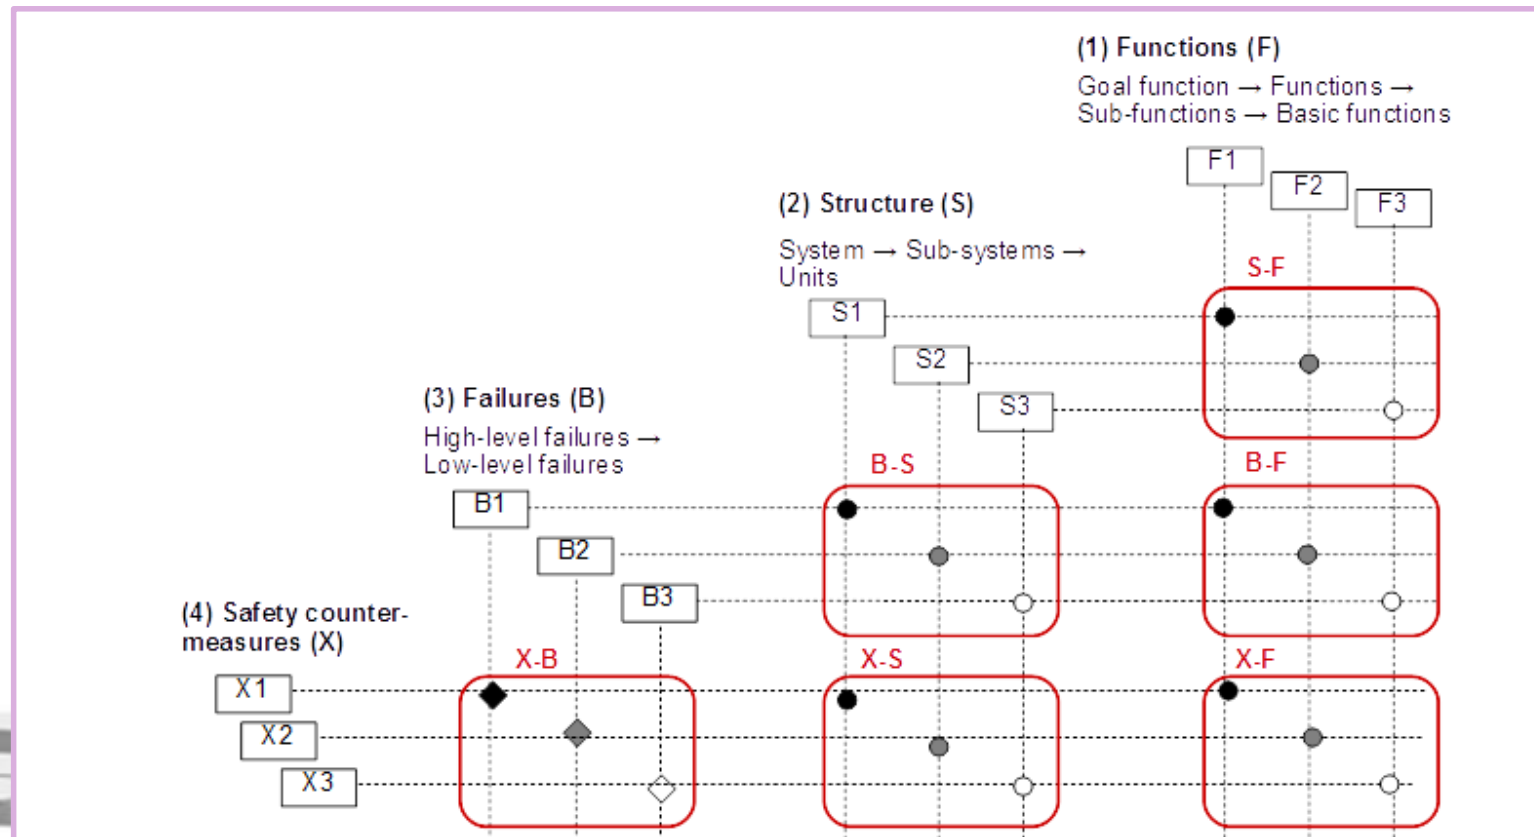 (1) Functions (F)
Goal function → Functions →
Sub-functions → Basic functions
F1
F2
F3
(2) Structure (S)
System → Sub-systems →
Units
S-F
S1
S2
S3
(3) Failures (B)
High-level failures →
Low-level failures
B-S
B-F
B1
B2
B3
(4) Safety counter-
measures (X)
X-B
X-S
X-F
X1
X2
X3